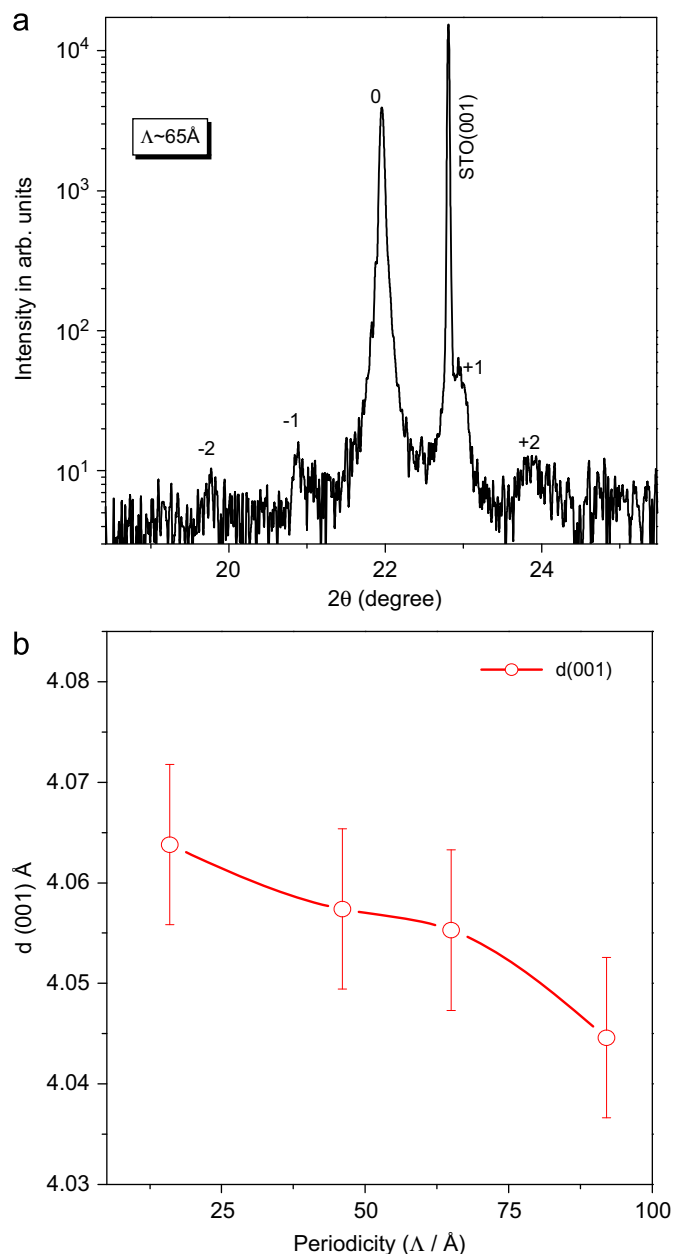 a
10⁴
10³
10²
10¹
Intensity in arb. units
Λ~65Å
0
STO(001)
+1
-1
-2
+2
20
22
24
2θ (degree)
b
d(001)
4.08
4.07
4.06
4.05
4.04
4.03
d (001) Å
25
50
75
100
Periodicity (Λ / Å)